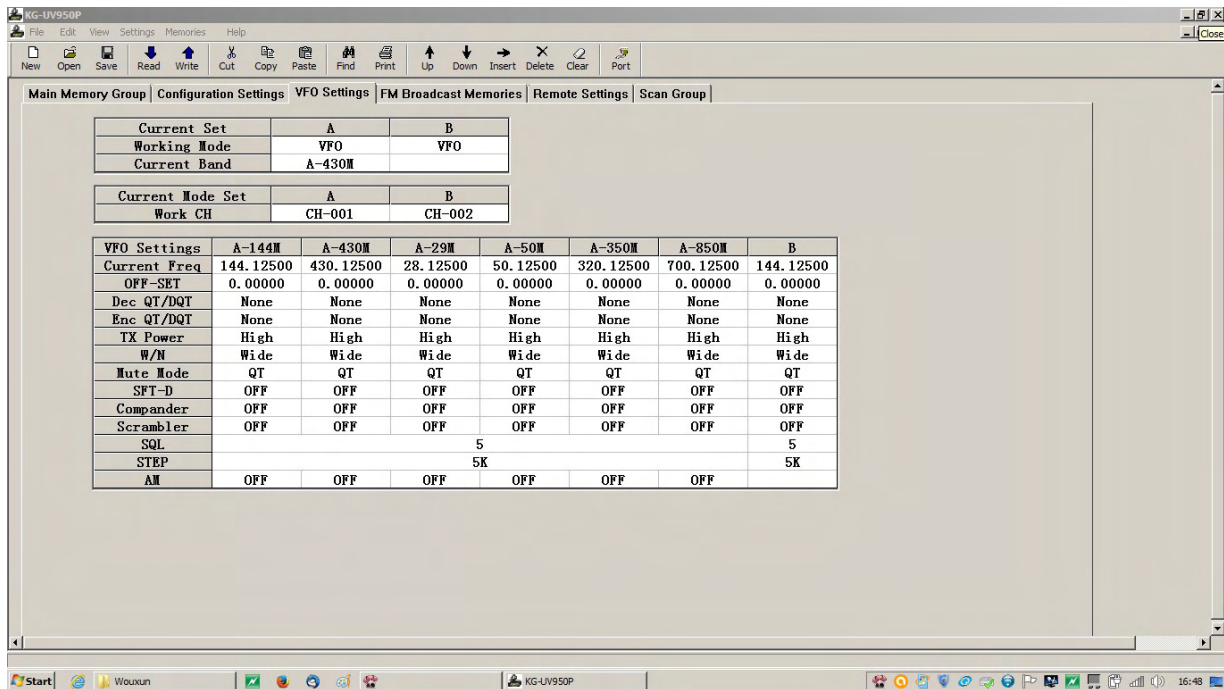 KG-UV950P
File Edit View Settings Memories Help
Close
New Open Save Read Write Cut Copy Paste Find Print Up Down Insert Delete Clear Port
Main Memory Group Configuration Settings VFO Settings FM Broadcast Memories Remote Settings Scan Group
Current Set A B
Working Mode VFO VFO
Current Band A-430M
Current Mode Set A B
Work CH CH-001 CH-002
VFO Settings A-144M A-430M A-29M A-50M A-350M A-850M B
Current Freq 144.12500 430.12500 28.12500 50.12500 320.12500 700.12500 144.12500
OFF-SET 0.00000 0.00000 0.00000 0.00000 0.00000 0.00000 0.00000
Dec QT/DQT None None None None None None None
Enc QT/DQT None None None None None None None
TX Power High High High High High High High
W/N Wide Wide Wide Wide Wide Wide Wide
Mute Mode QT QT QT QT QT QT QT
SFT-D OFF OFF OFF OFF OFF OFF OFF
Compander OFF OFF OFF OFF OFF OFF OFF
Scrambler OFF OFF OFF OFF OFF OFF OFF
SQL 5 5
STEP 5K 5K
AM OFF OFF OFF OFF OFF OFF
Start Wouxun KG-UV950P 16:48